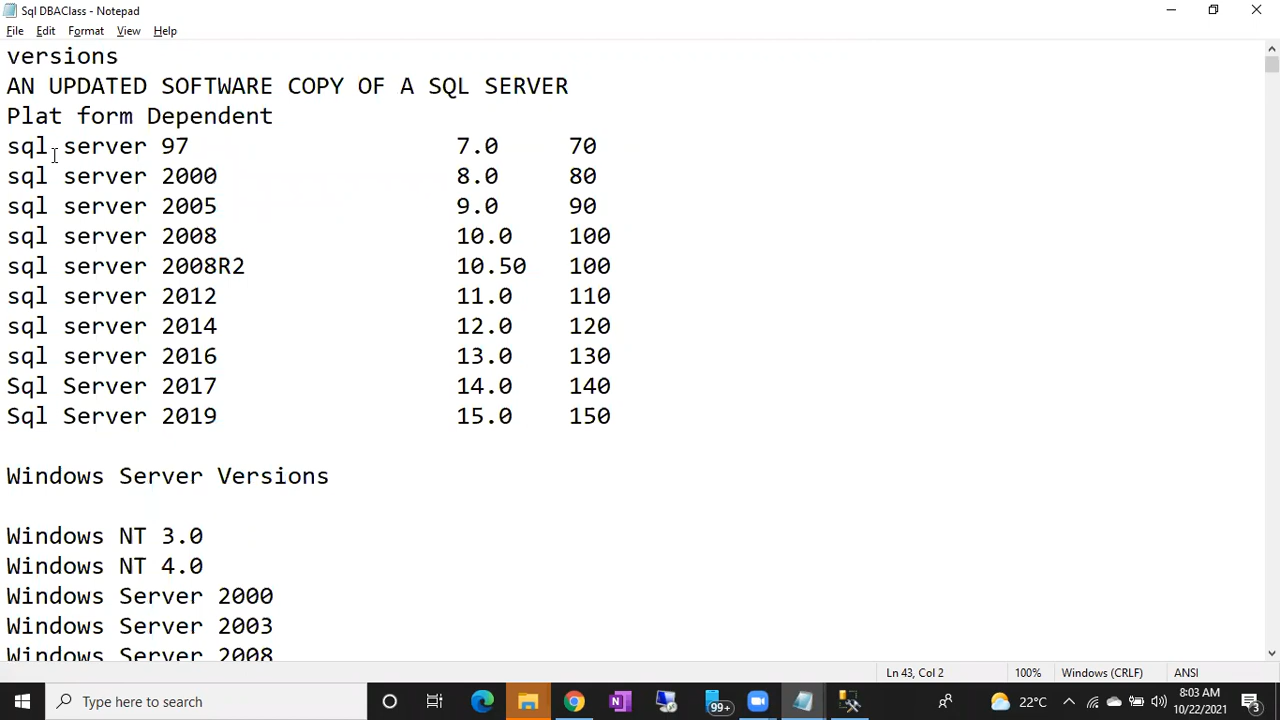 Sql DBAClass - Notepad
File Edit Format View Help
versions
AN UPDATED SOFTWARE COPY OF A SQL SERVER
Plat form Dependent
sql server 97 7.0 70
sql server 2000 8.0 80
sql server 2005 9.0 90
sql server 2008 10.0 100
sql server 2008R2 10.50 100
sql server 2012 11.0 110
sql server 2014 12.0 120
sql server 2016 13.0 130
Sql Server 2017 14.0 140
Sql Server 2019 15.0 150
Windows Server Versions
Windows NT 3.0
Windows NT 4.0
Windows Server 2000
Windows Server 2003
Windows Server 2008
Ln 43, Col 2 100% Windows (CRLF) ANSI
Type here to search 99+ 22°C 8:03 AM
10/22/2021 3